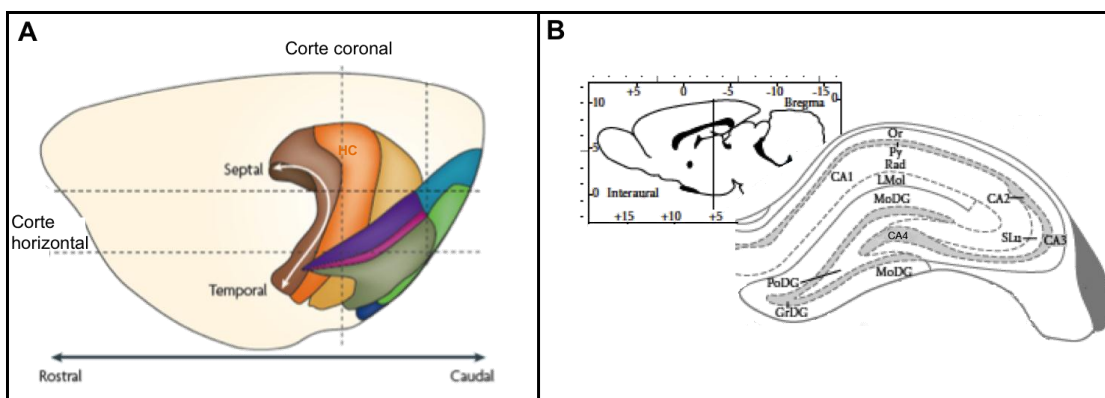 A
Corte coronal
HC
Septal
Corte
horizontal
Temporal
Rostral
Caudal
B
+5 0 -5 -10 -15
Bregma
10
5
0
0
Interaural
+15 +10 +5
Or
Py
Rad
LMol
MoDG
CA1
CA2
CA4
SLu
CA3
PoDG
MoDG
GrDG